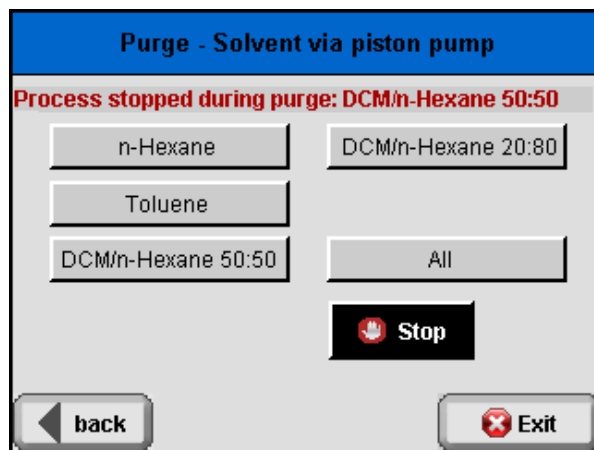 Purge - Solvent via piston pump
Process stopped during purge: DCM/n-Hexane 50:50
n-Hexane
DCM/n-Hexane 20:80
Toluene
DCM/n-Hexane 50:50
All
Stop
back
Exit